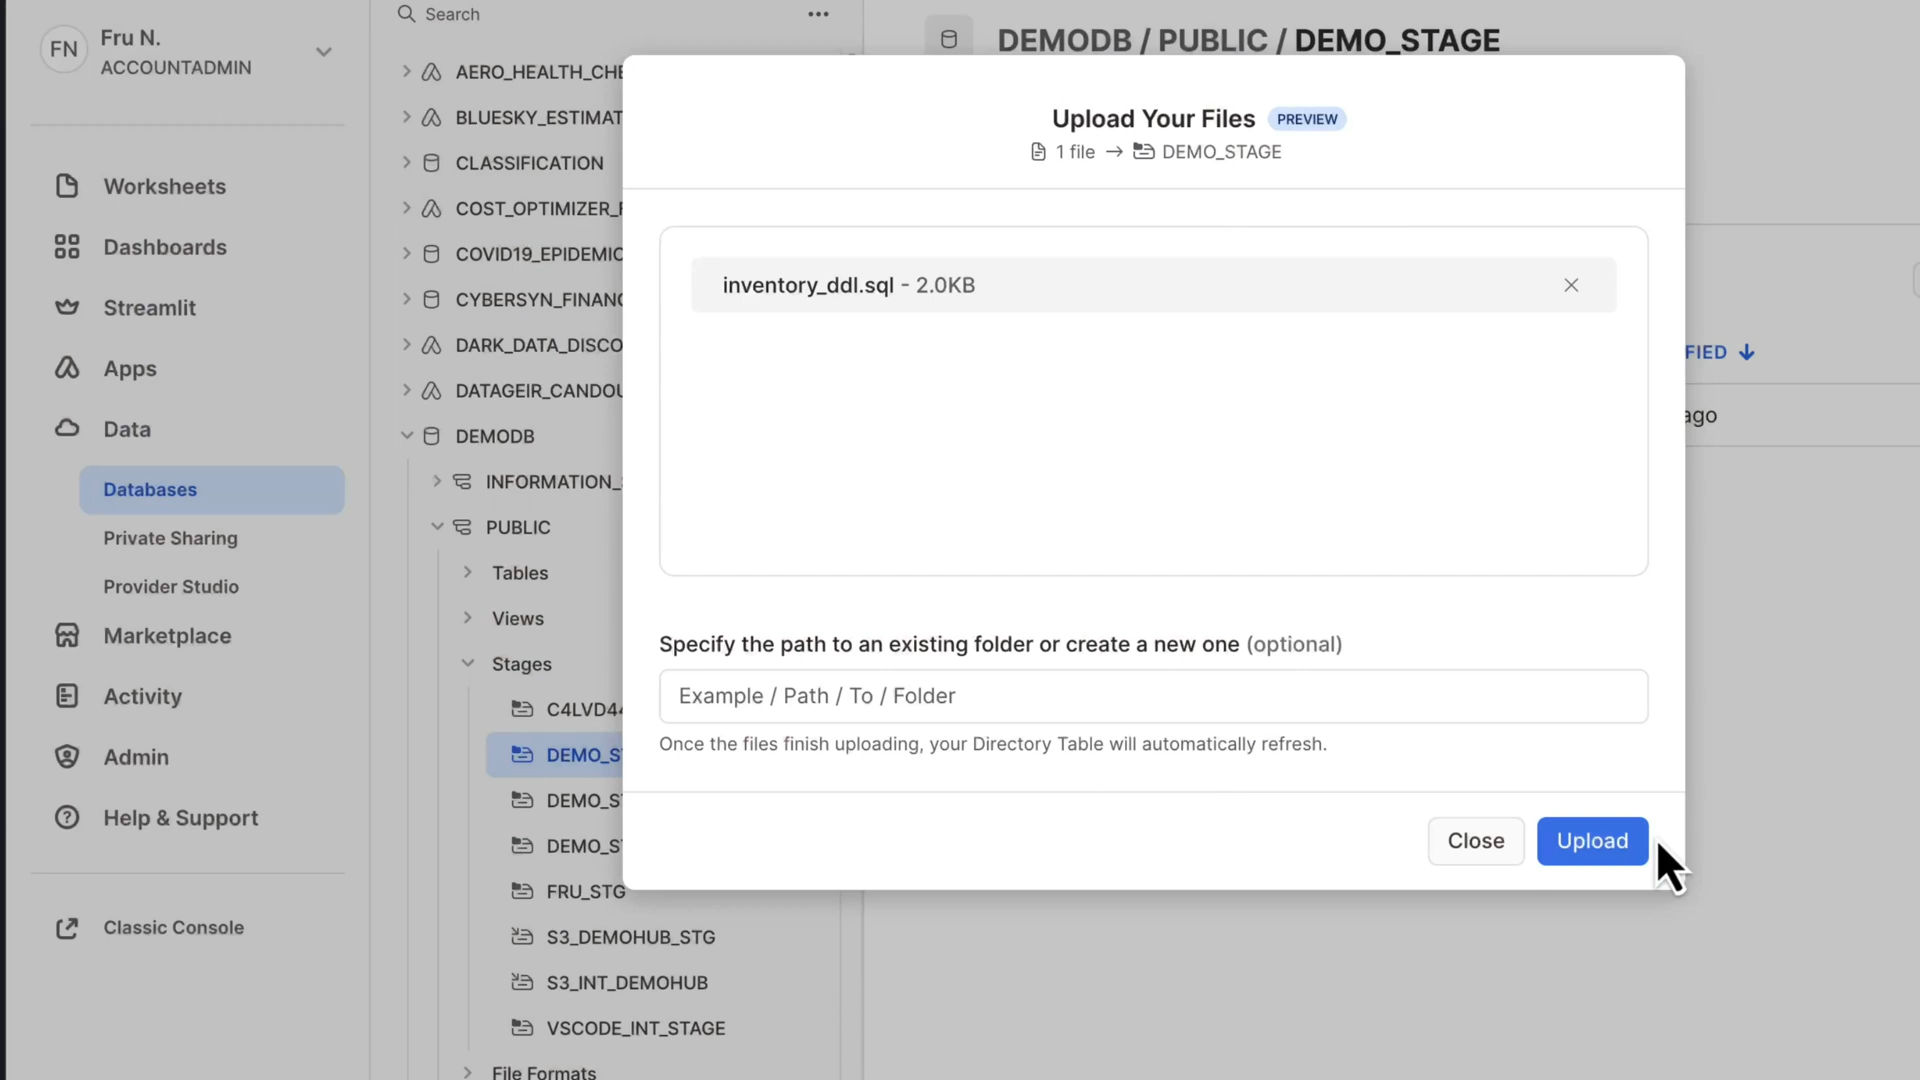 FN
Fru N.
ACCOUNTADMIN
Worksheets
Dashboards
Streamlit
Apps
Data
Databases
Private Sharing
Provider Studio
Marketplace
Activity
Admin
Help & Support
Classic Console
Search
AERO_HEALTH_CHE
BLUESKY_ESTIMAT
CLASSIFICATION
COST_OPTIMIZER_
COVID19_EPIDEMIC
CYBERSYN_FINANC
DARK_DATA_DISCO
DATAGEIR_CANDOU
DEMODB
INFORMATION_
PUBLIC
Tables
Views
Stages
C4LVD44
DEMO_S
DEMO_S
DEMO_S
FRU_STG
S3_DEMOHUB_STG
S3_INT_DEMOHUB
VSCODE_INT_STAGE
File Formats
DEMODB / PUBLIC / DEMO_STAGE
FIED
ago
Upload Your Files PREVIEW
1 file → DEMO_STAGE
inventory_ddl.sql - 2.0KB
Specify the path to an existing folder or create a new one (optional)
Example / Path / To / Folder
Once the files finish uploading, your Directory Table will automatically refresh.
Close
Upload